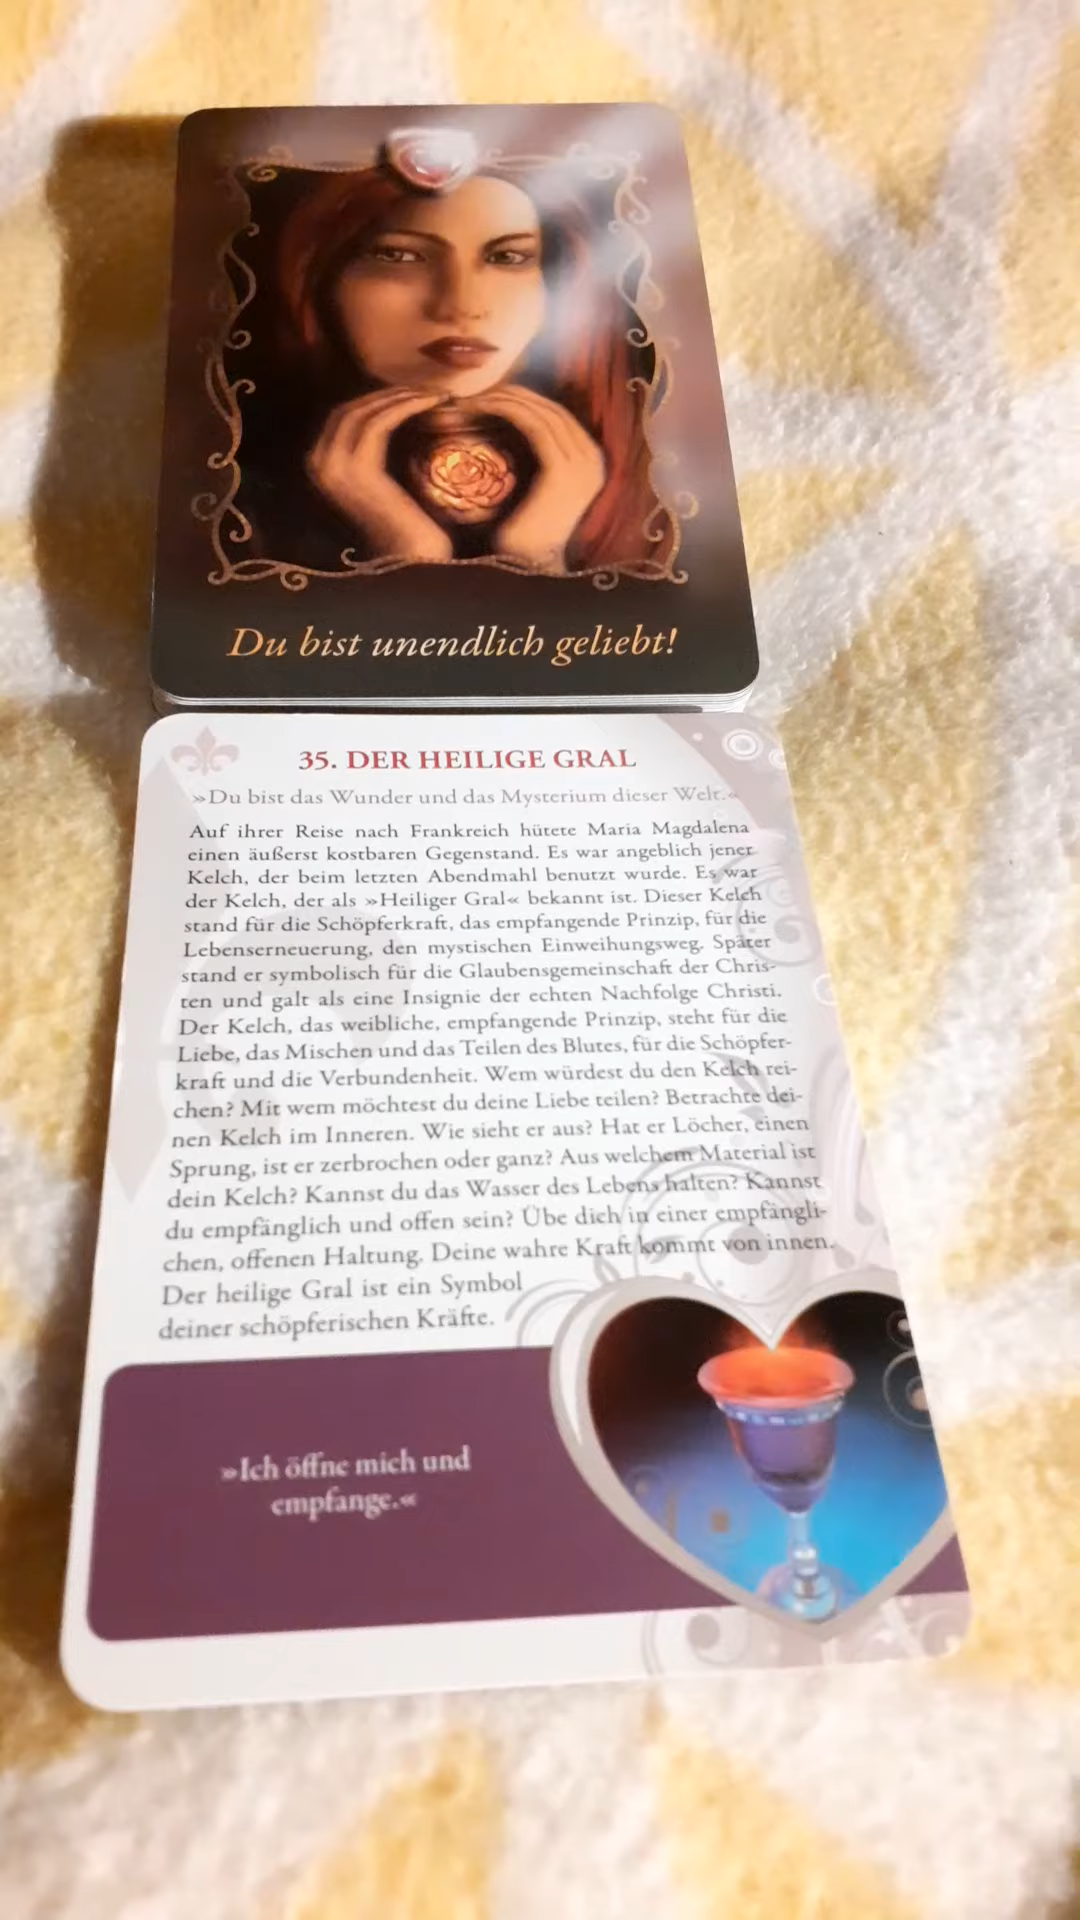 Du bist unendlich geliebt!
35. DER HEILIGE GRAL
»Du bist das Wunder und das Mysterium dieser Welt.«
Auf ihrer Reise nach Frankreich hütete Maria Magdalena
einen äußerst kostbaren Gegenstand. Es war angeblich jener
Kelch, der beim letzten Abendmahl benutzt wurde. Es war
der Kelch, der als »Heiliger Gral« bekannt ist. Dieser Kelch
stand für die Schöpferkraft, das empfangende Prinzip, für die
Lebenserneuerung, den mystischen Einweihungsweg. Später
stand er symbolisch für die Glaubensgemeinschaft der Chris-
ten und galt als eine Insignie der echten Nachfolge Christi.
Der Kelch, das weibliche, empfangende Prinzip, steht für die
Liebe, das Mischen und das Teilen des Blutes, für die Schöpfer-
kraft und die Verbundenheit. Wem würdest du den Kelch rei-
chen? Mit wem möchtest du deine Liebe teilen? Betrachte dei-
nen Kelch im Inneren. Wie sieht er aus? Hat er Löcher, einen
Sprung, ist er zerbrochen oder ganz? Aus welchem Material ist
dein Kelch? Kannst du das Wasser des Lebens halten? Kannst
du empfänglich und offen sein? Übe dich in einer empfängli-
chen, offenen Haltung. Deine wahre Kraft kommt von innen.
Der heilige Gral ist ein Symbol
deiner schöpferischen Kräfte.
»Ich öffne mich und
empfange.«